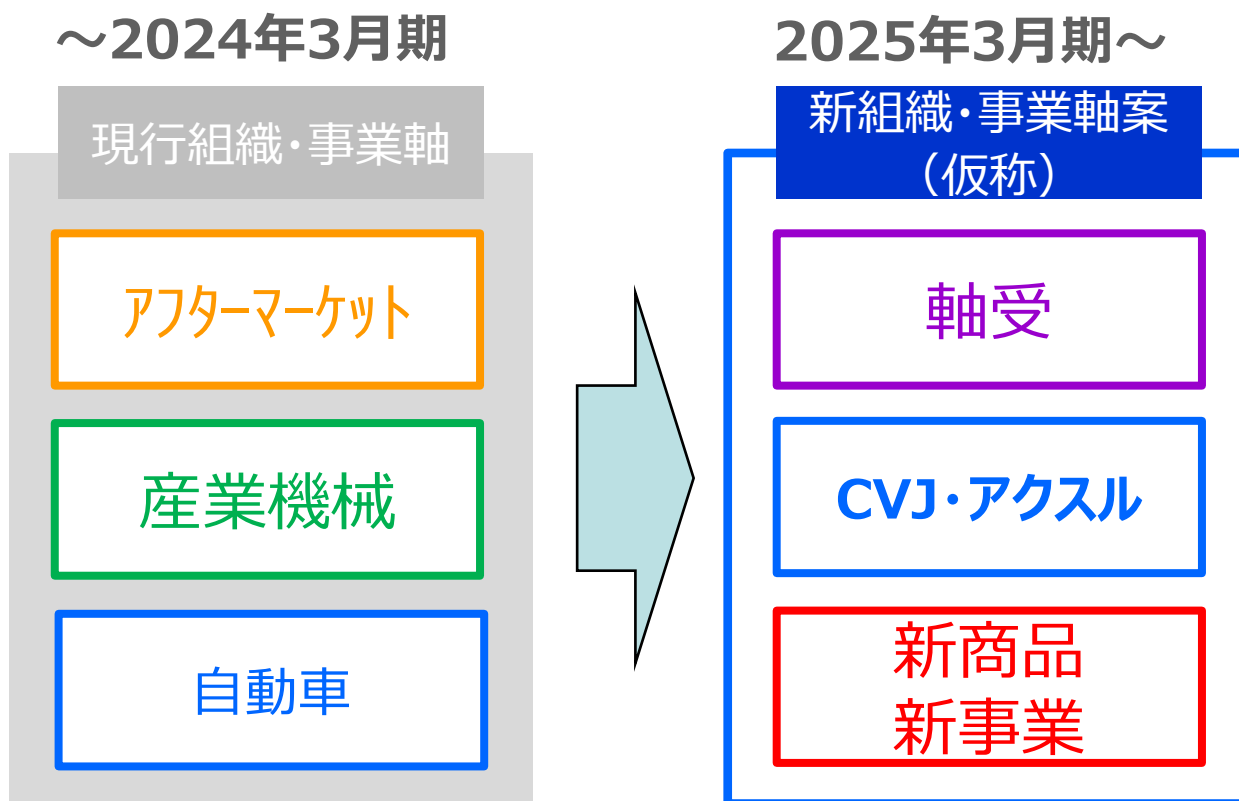 ～2024年3月期
現行組織・事業軸
アフターマーケット
産業機械
自動車
2025年3月期～
新組織・事業軸案
（仮称）
軸受
CVJ・アクスル
新商品
新事業